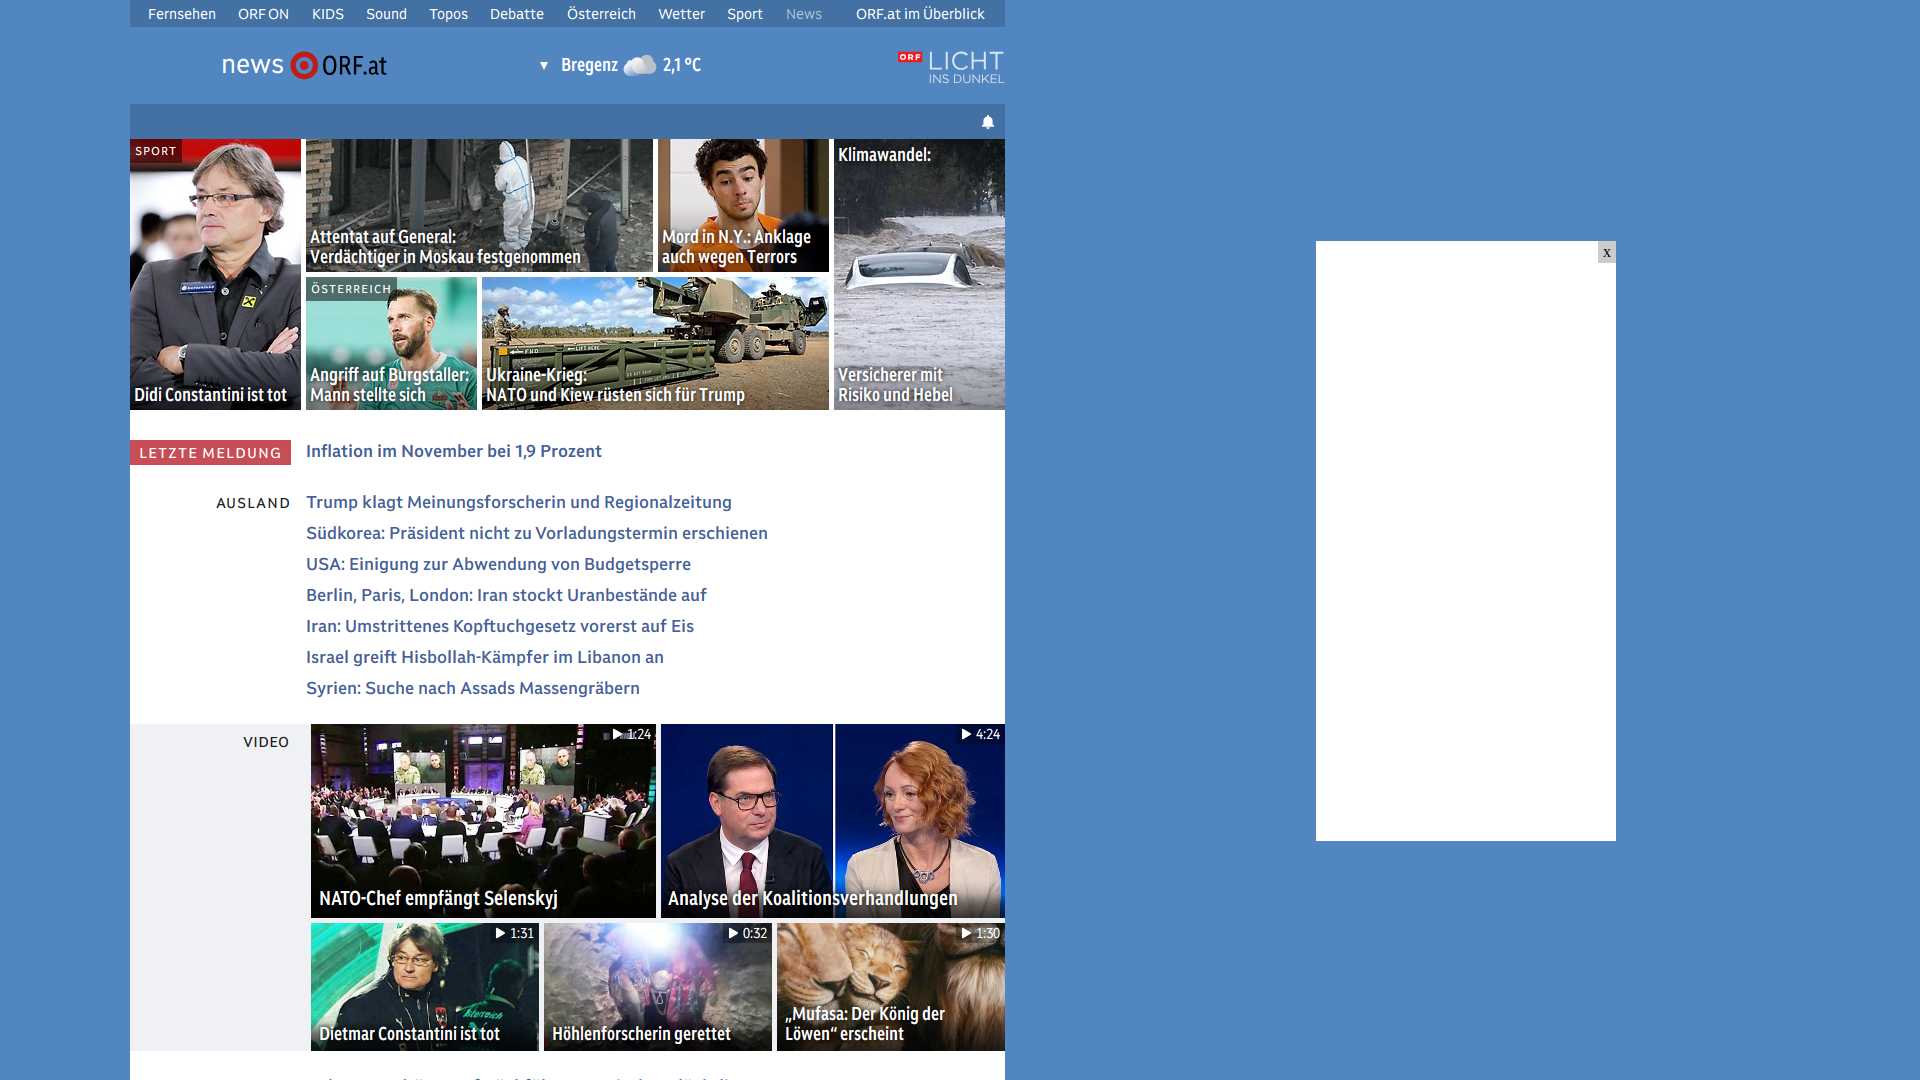 Fernsehen ORF ON KIDS Sound Topos Debatte Österreich Wetter Sport News ORF.at im Überblick
news ORF.at
▼ Bregenz 2,1 °C
ORF LICHT
INS DUNKEL
SPORT
Didi Constantini ist tot
Attentat auf General:
Verdächtiger in Moskau festgenommen
Mord in N.Y.: Anklage
auch wegen Terrors
Klimawandel:
Versicherer mit
Risiko und Hebel
ÖSTERREICH
Angriff auf Burgstaller:
Mann stellte sich
Ukraine-Krieg:
NATO und Kiew rüsten sich für Trump
x
LETZTE MELDUNG Inflation im November bei 1,9 Prozent
AUSLAND Trump klagt Meinungsforscherin und Regionalzeitung
Südkorea: Präsident nicht zu Vorladungstermin erschienen
USA: Einigung zur Abwendung von Budgetsperre
Berlin, Paris, London: Iran stockt Uranbestände auf
Iran: Umstrittenes Kopftuchgesetz vorerst auf Eis
Israel greift Hisbollah-Kämpfer im Libanon an
Syrien: Suche nach Assads Massengräbern
VIDEO
1:24
NATO-Chef empfängt Selenskyj
4:24
Analyse der Koalitionsverhandlungen
1:31
Dietmar Constantini ist tot
0:32
Höhlenforscherin gerettet
1:30
„Mufasa: Der König der
Löwen“ erscheint